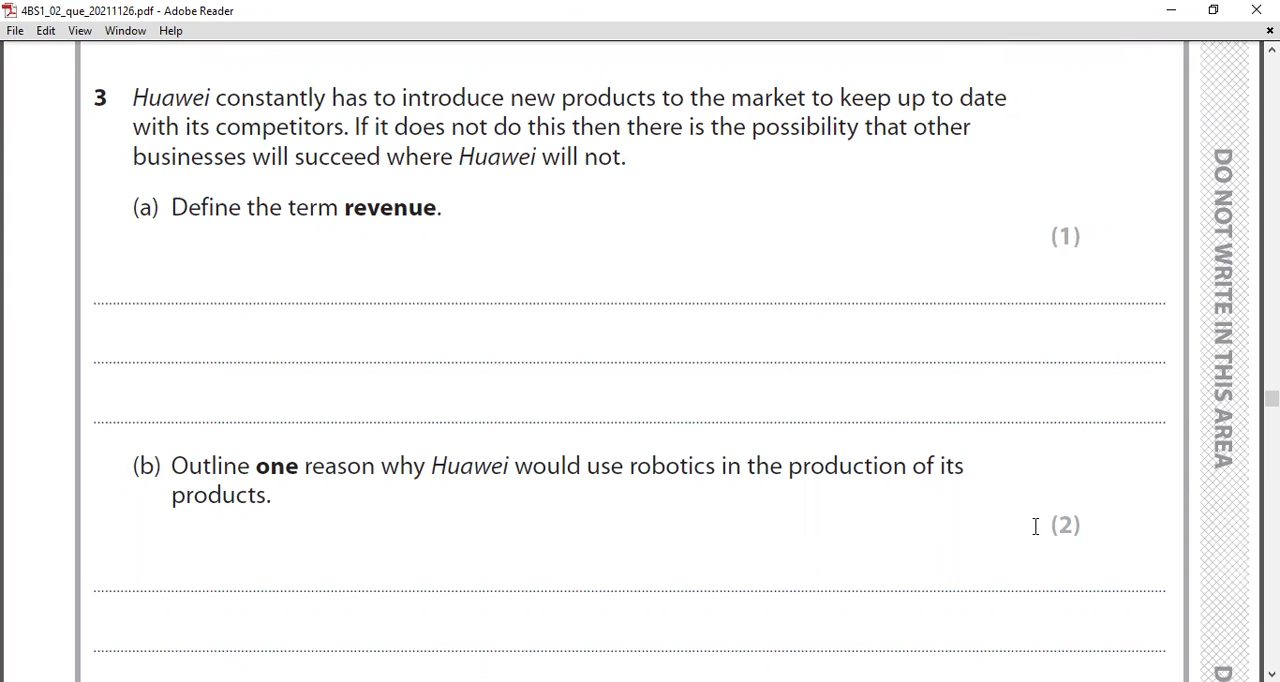 4BS1_02_que_20211126.pdf - Adobe Reader
File Edit View Window Help
3 Huawei constantly has to introduce new products to the market to keep up to date
with its competitors. If it does not do this then there is the possibility that other
businesses will succeed where Huawei will not.
(a) Define the term revenue.
(1)
(b) Outline one reason why Huawei would use robotics in the production of its
products.
(2)
DO NOT WRITE IN THIS AREA
D